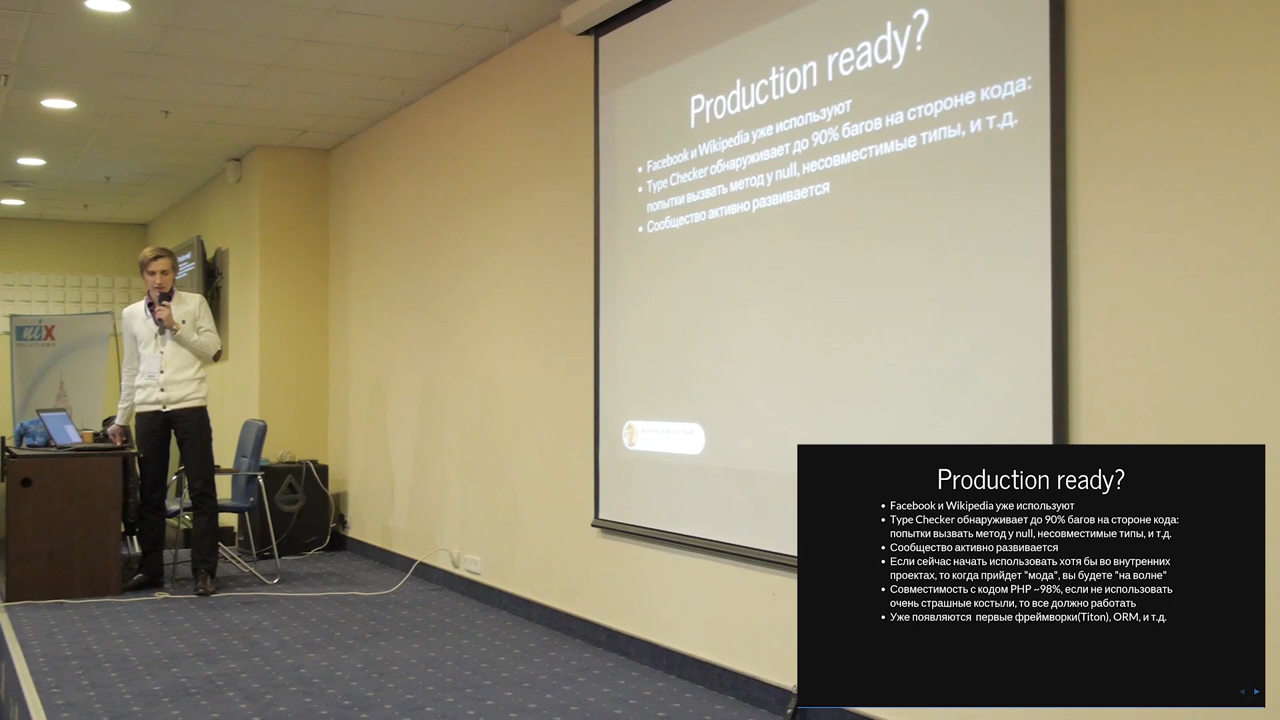 Production ready?
• Facebook и Wikipedia уже используют
• Type Checker обнаруживает до 90% багов на стороне кода:
попытки вызвать метод у null, несовместимые типы, и т.д.
• Сообщество активно развивается
niX
SOLUTIONS
Production ready?
• Facebook и Wikipedia уже используют
• Type Checker обнаруживает до 90% багов на стороне кода:
попытки вызвать метод у null, несовместимые типы, и т.д.
• Сообщество активно развивается
• Если сейчас начать использовать хотя бы во внутренних
проектах, то когда прийдет "мода", вы будете "на волне"
• Совместимость с кодом PHP ~98%, если не использовать
очень страшные костыли, то все должно работать
• Уже появляются первые фреймворки(Titon), ORM, и т.д.